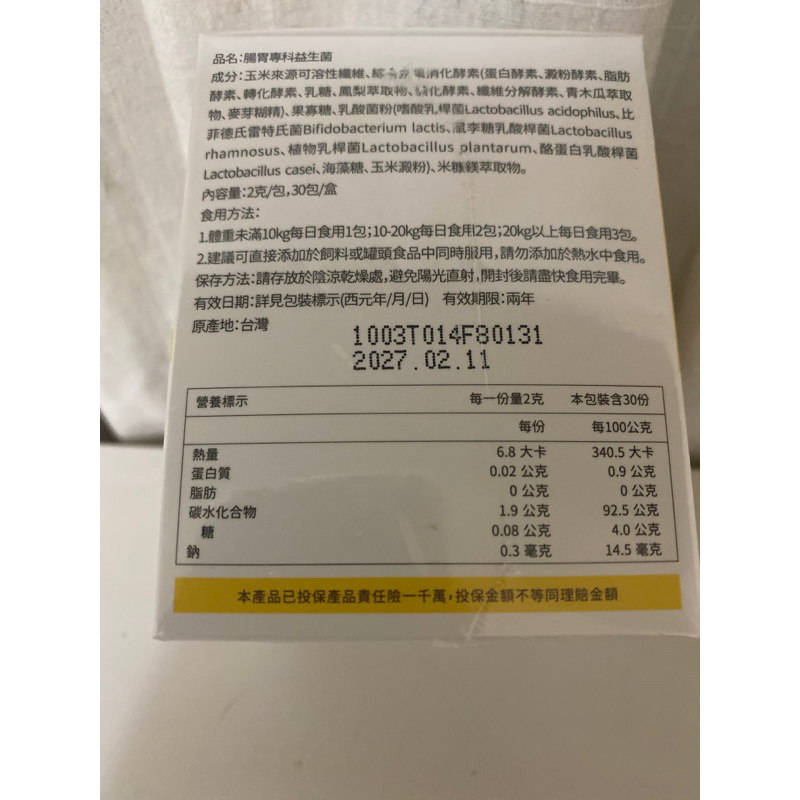 品名:腸胃專科益生菌
成分:玉米來源可溶性纖維、綜合 消化酵素(蛋白酵素、澱粉酵素、脂肪
酵素、轉化酵素、乳糖、鳳梨萃取物、 化酵素、纖維分解酵素、青木瓜萃取
物、麥芽糊精)、果寡糖、乳酸菌粉(嗜酸乳桿菌Lactobacillus acidophilus、比
菲德氏雷特氏菌Bifidobacterium lactis、鼠李糖乳酸桿菌Lactobacillus
rhamnosus、植物乳桿菌Lactobacillus plantarum、酪蛋白乳酸桿菌
Lactobacillus casei、海藻糖、玉米澱粉)、米糠鎂萃取物。
內容量:2克/包,30包/盒
食用方法:
1.體重未滿10kg每日食用1包;10-20kg每日食用2包;20kg以上每日食用3包。
2.建議可直接添加於飼料或罐頭食品中同時服用,請勿添加於熱水中食用。
保存方法:請存放於陰涼乾燥處,避免陽光直射,開封後請盡快食用完畢。
有效日期:詳見包裝標示(西元年/月/日) 有效期限:兩年
原產地:台灣
1003T014F80131
2027.02.11
營養標示 每一份量2克 本包裝含30份
每份 每100公克
熱量 6.8 大卡 340.5 大卡
蛋白質 0.02 公克 0.9 公克
脂肪 0 公克 0 公克
碳水化合物 1.9 公克 92.5 公克
糖 0.08 公克 4.0 公克
鈉 0.3 毫克 14.5 毫克
本產品已投保產品責任險一千萬,投保金額不等同理賠金額